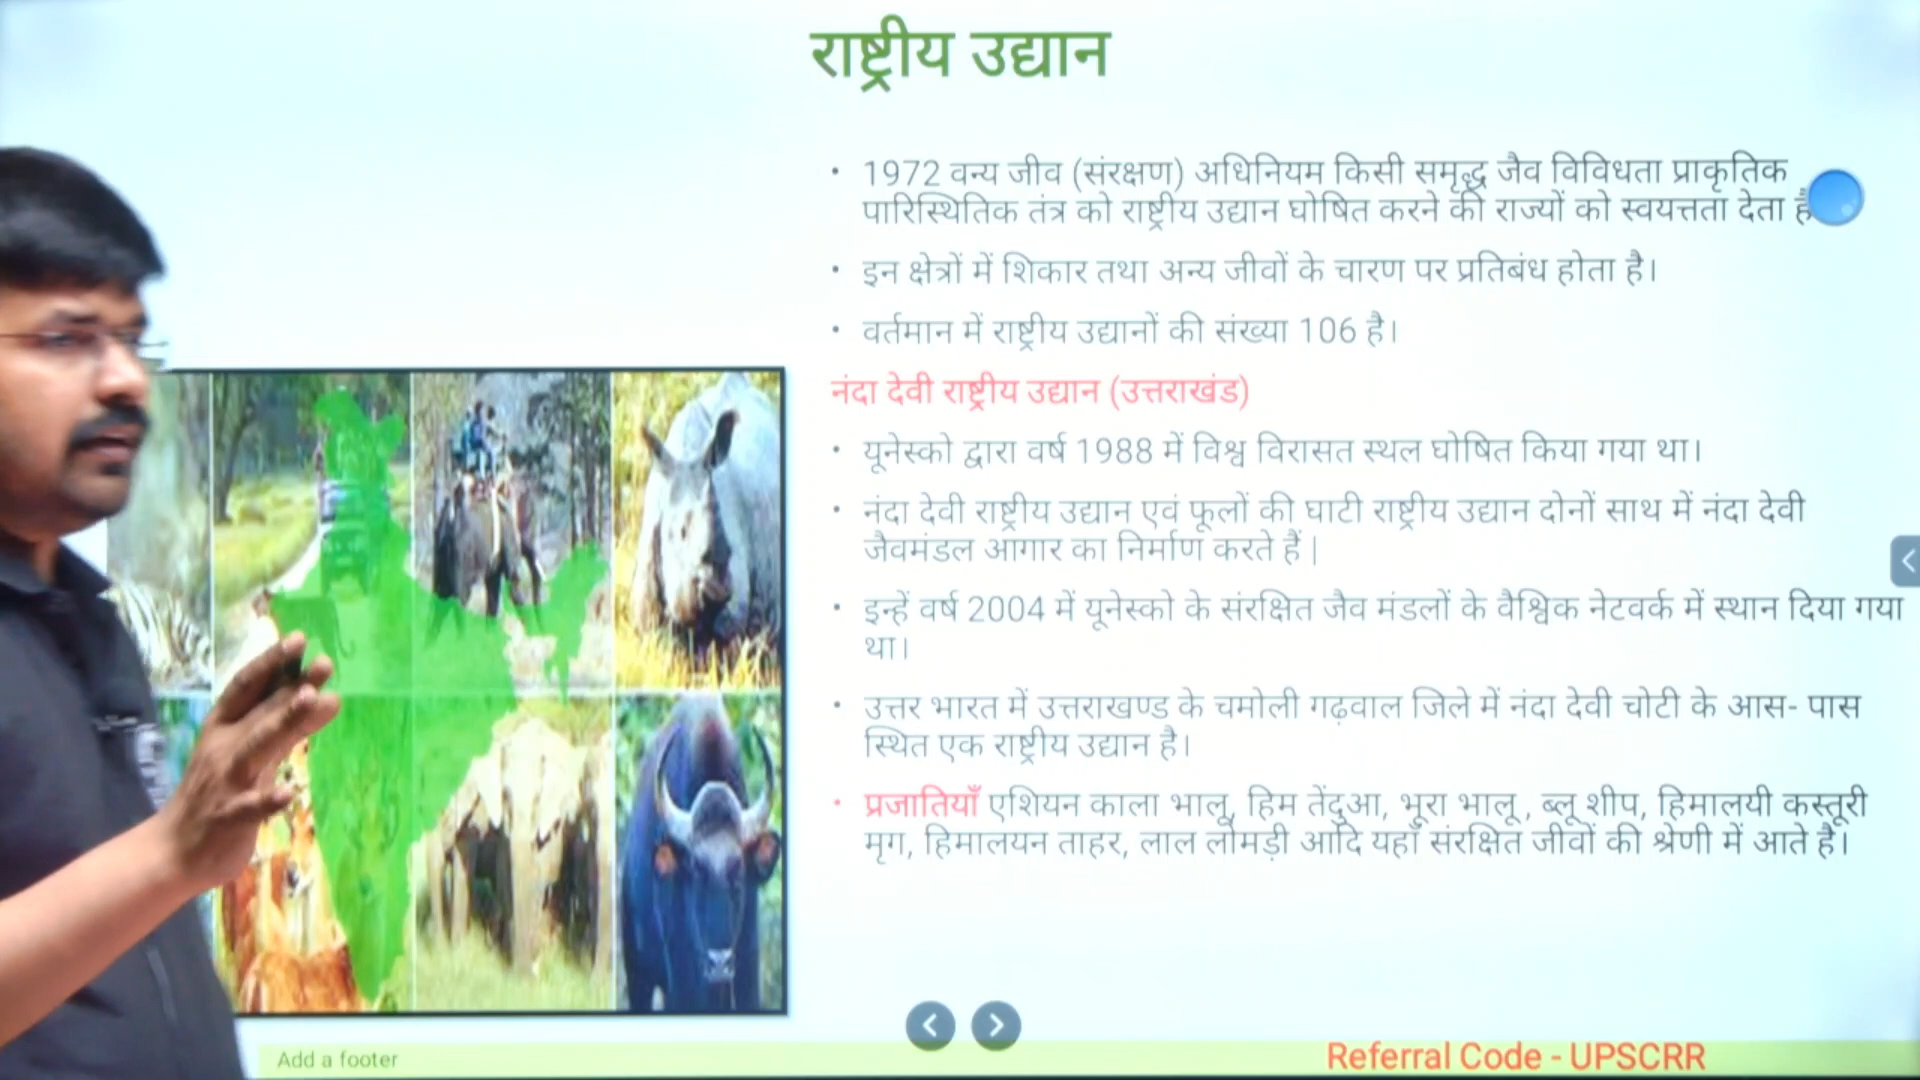 राष्ट्रीय उद्यान
• 1972 वन्य जीव (संरक्षण) अधिनियम किसी समृद्ध जैव विविधता प्राकृतिक
पारिस्थितिक तंत्र को राष्ट्रीय उद्यान घोषित करने की राज्यों को स्वयत्तता देता है
• इन क्षेत्रों में शिकार तथा अन्य जीवों के चारण पर प्रतिबंध होता है।
• वर्तमान में राष्ट्रीय उद्यानों की संख्या 106 है।
नंदा देवी राष्ट्रीय उद्यान (उत्तराखंड)
• यूनेस्को द्वारा वर्ष 1988 में विश्व विरासत स्थल घोषित किया गया था।
• नंदा देवी राष्ट्रीय उद्यान एवं फूलों की घाटी राष्ट्रीय उद्यान दोनों साथ में नंदा देवी
जैवमंडल आगार का निर्माण करते हैं |
• इन्हें वर्ष 2004 में यूनेस्को के संरक्षित जैव मंडलों के वैश्विक नेटवर्क में स्थान दिया गया
था।
• उत्तर भारत में उत्तराखण्ड के चमोली गढ़वाल जिले में नंदा देवी चोटी के आस- पास
स्थित एक राष्ट्रीय उद्यान है।
• प्रजातियाँ एशियन काला भालू, हिम तेंदुआ, भूरा भालू , ब्लू शीप, हिमालयी कस्तूरी
मृग, हिमालयन ताहर, लाल लोमड़ी आदि यहाँ संरक्षित जीवों की श्रेणी में आते है।
Add a footer
Referral Code - UPSCRR